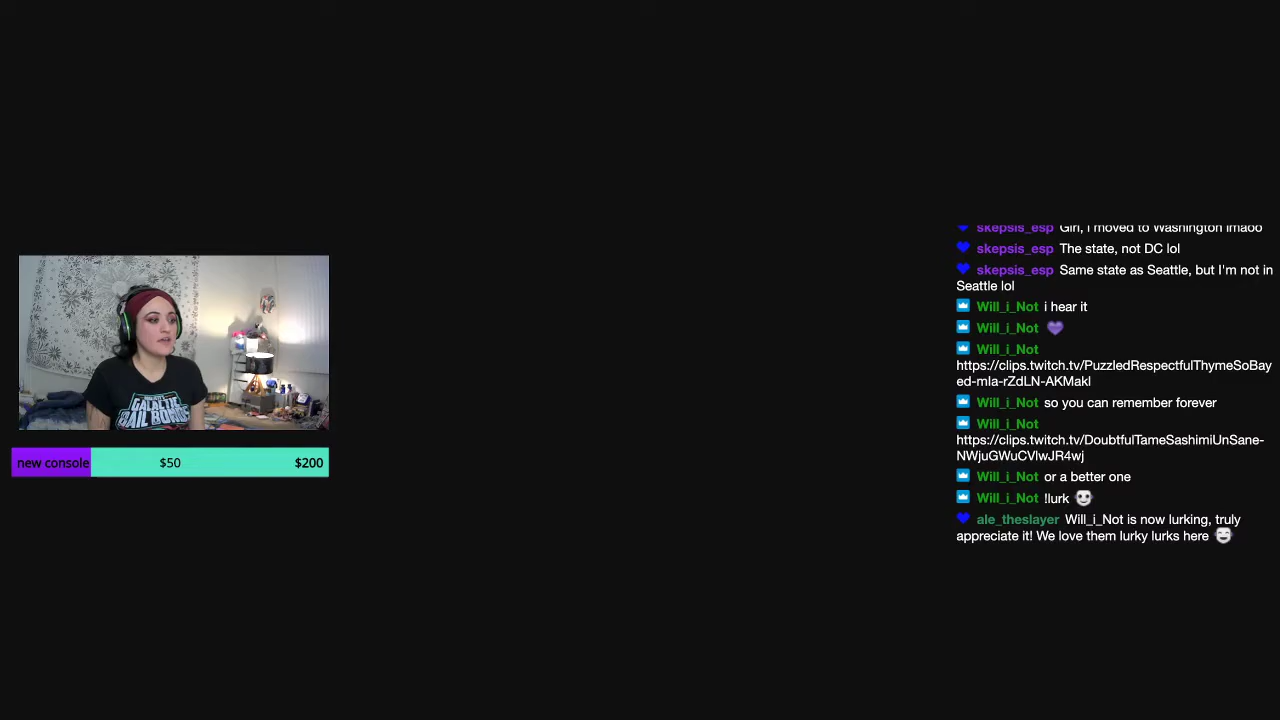 GALACTIC
BAIL BONDS
new console
$50
$200
skepsis_esp Girl, i moved to Washington lmaoo
skepsis_esp The state, not DC lol
skepsis_esp Same state as Seattle, but I'm not in
Seattle lol
Will_i_Not i hear it
Will_i_Not
Will_i_Not
https://clips.twitch.tv/PuzzledRespectfulThymeSoBay
ed-mla-rZdLN-AKMakl
Will_i_Not so you can remember forever
Will_i_Not
https://clips.twitch.tv/DoubtfulTameSashimiUnSane-
NWjuGWuCVlwJR4wj
Will_i_Not or a better one
Will_i_Not !lurk
ale_theslayer Will_i_Not is now lurking, truly
appreciate it! We love them lurky lurks here